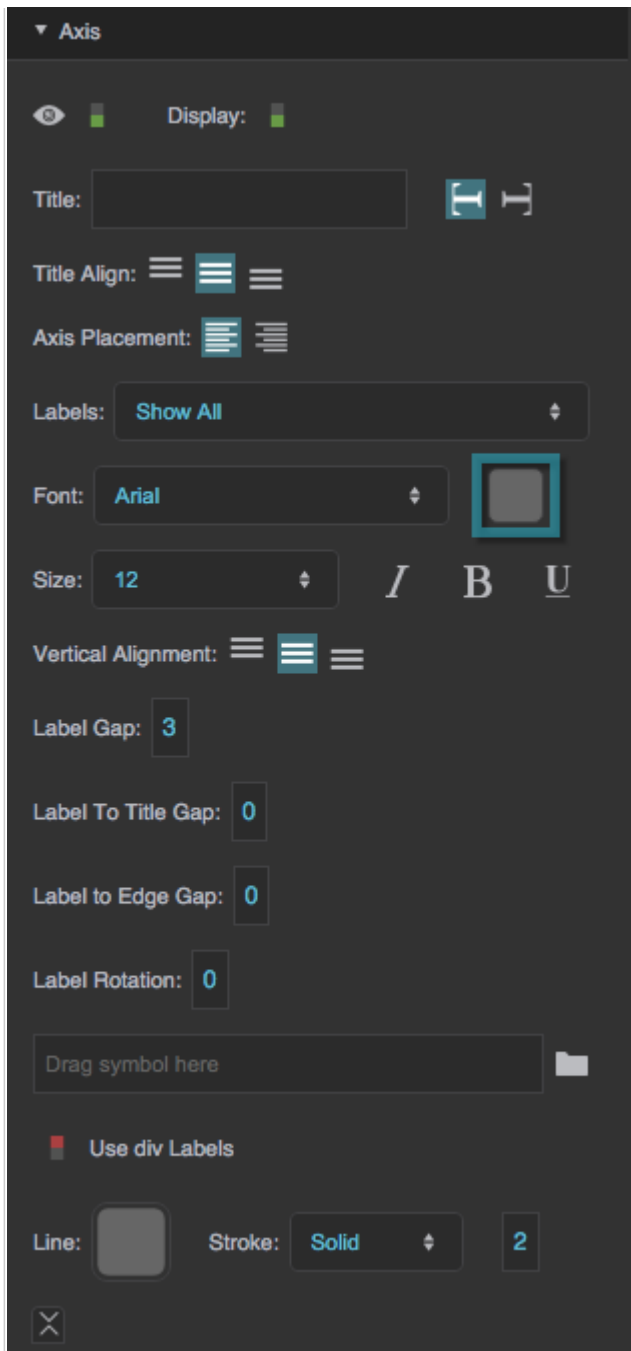 Axis
Display:
Title:
Title Align:
Axis Placement:
Labels: Show All
Font: Arial
Size: 12 I B U
Vertical Alignment:
Label Gap: 3
Label To Title Gap: 0
Label to Edge Gap: 0
Label Rotation: 0
Drag symbol here
Use div Labels
Line: Stroke: Solid 2